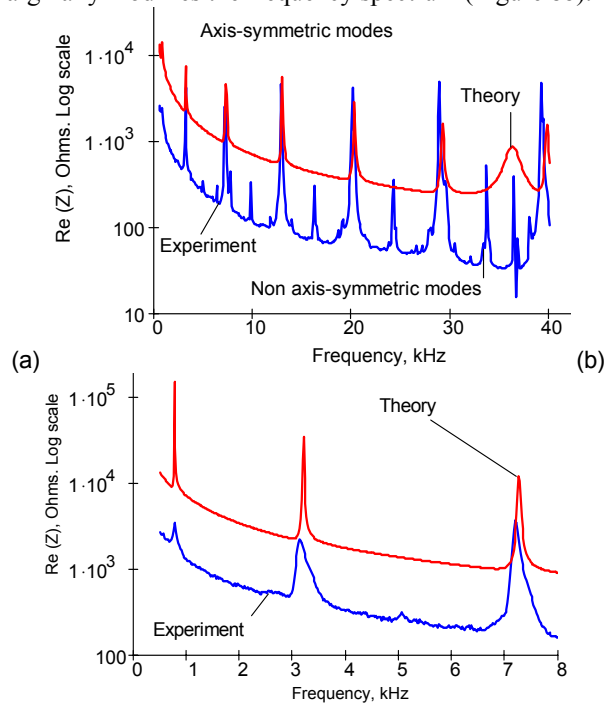 Axis-symmetric modes
1·10⁴
Theory
1·10³
Re (Z), Ohms. Log scale
100
Experiment
Non axis-symmetric modes
10
0 10 20 30 40
Frequency, kHz
(a) (b)
1·10⁵
Theory
1·10⁴
Re (Z), Ohms. Log scale
1·10³
Experiment
100
0 1 2 3 4 5 6 7 8
Frequency, kHz